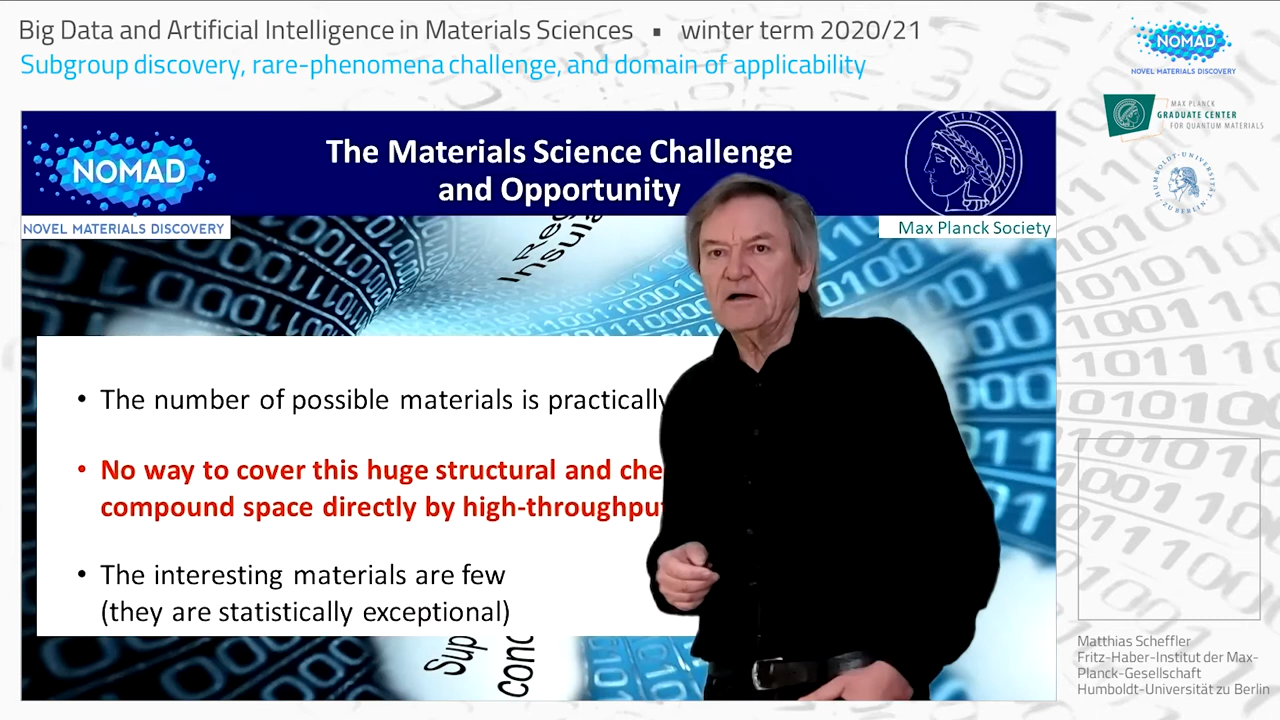 Big Data and Artificial Intelligence in Materials Sciences ▪ winter term 2020/21
Subgroup discovery, rare-phenomena challenge, and domain of applicability
NOMAD
NOVEL MATERIALS DISCOVERY
MAX PLANCK
GRADUATE CENTER
FOR QUANTUM MATERIALS
HUMBOLDT-UNIVERSITÄT
ZU BERLIN
NOMAD
NOVEL MATERIALS DISCOVERY
The Materials Science Challenge
and Opportunity
Max Planck Society
• The number of possible materials is practically
• No way to cover this huge structural and che
compound space directly by high-throughpu
• The interesting materials are few
(they are statistically exceptional)
Matthias Scheffler
Fritz-Haber-Institut der Max-
Planck-Gesellschaft
Humboldt-Universität zu Berlin